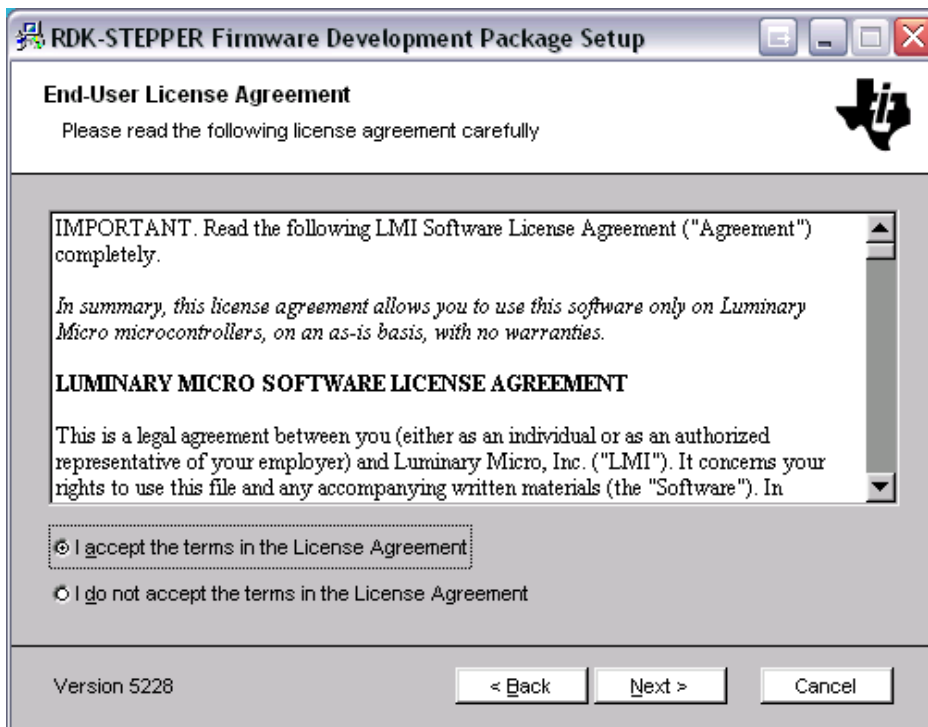 RDK-STEPPER Firmware Development Package Setup
End-User License Agreement
Please read the following license agreement carefully
IMPORTANT. Read the following LMI Software License Agreement ("Agreement")
completely.
In summary, this license agreement allows you to use this software only on Luminary
Micro microcontrollers, on an as-is basis, with no warranties.
LUMINARY MICRO SOFTWARE LICENSE AGREEMENT
This is a legal agreement between you (either as an individual or as an authorized
representative of your employer) and Luminary Micro, Inc. ("LMI"). It concerns your
rights to use this file and any accompanying written materials (the "Software"). In
I accept the terms in the License Agreement
I do not accept the terms in the License Agreement
Version 5228
< Back
Next >
Cancel